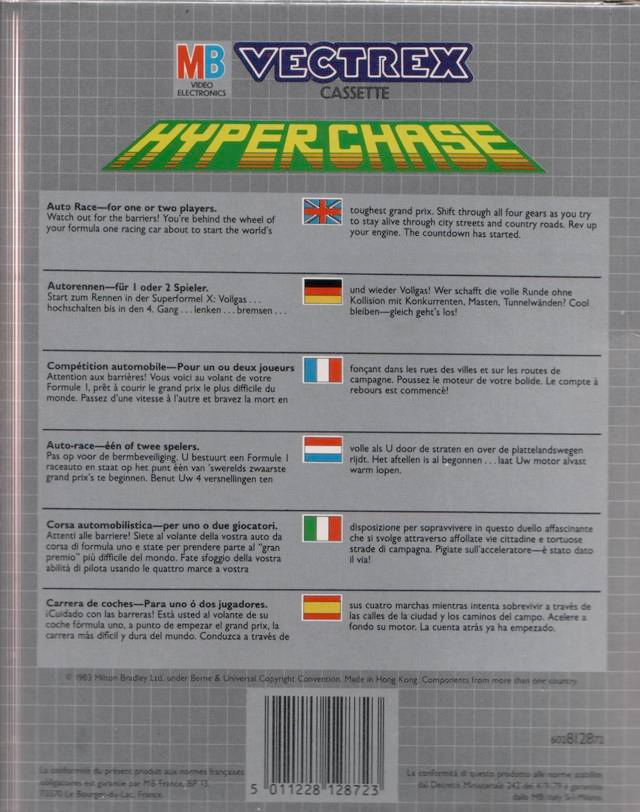 MB VECTREX
VIDEO
ELECTRONICS
CASSETTE
HYPERCHASE
Auto Race—for one or two players.
Watch out for the barriers! You're behind the wheel of
your formula one racing car about to start the world's
toughest grand prix. Shift through all four gears as you try
to stay alive through city streets and country roads. Rev up
your engine. The countdown has started.
Autorennen—für 1 oder 2 Spieler.
Start zum Rennen in der Superformel X: Vollgas...
hochschalten bis in den 4. Gang...lenken...bremsen...
und wieder Vollgas! Wer schafft die volle Runde ohne
Kollision mit Konkurrenten, Masten, Tunnelwänden? Cool
bleiben—gleich geht's los!
Compétition automobile—Pour un ou deux joueurs
Attention aux barrières! Vous voici au volant de votre
Formule 1, prêt à courir le grand prix le plus difficile du
monde. Passez d'une vitesse à l'autre et bravez la mort en
fonçant dans les rues des villes et sur les routes de
campagne. Poussez le moteur de votre bolide. Le compte à
rebours est commencé!
Auto-race—één of twee spelers.
Pas op voor de bermbeveiliging. U bestuurt een Formule 1
raceauto en staat op het punt één van 'swerelds zwaarste
grand prix's te beginnen. Benut Uw 4 versnellingen ten
volle als U door de straten en over de plattelandswegen
rijdt. Het aftellen is al begonnen...laat Uw motor alvast
warm lopen.
Corsa automobilistica—per uno o due giocatori.
Attenti alle barriere! Siete al volante della vostra auto da
corsa di formula uno e state per prendere parte al "gran
premio" più difficile del mondo. Fate sfoggio della vostra
abilità di pilota usando le quattro marce a vostra
disposizione per sopravvivere in questo duello affascinante
che si svolge attraverso affollate vie cittadine e tortuose
strade di campagna. Pigiate sull'acceleratore—è stato dato
il via!
Carrera de coches—Para uno ó dos jugadores.
¡Cuidado con las barreras! Está usted al volante de su
coche fórmula uno, a punto de empezar el grand prix, la
carrera más difícil y dura del mundo. Conduzca a través de
sus cuatro marchas mientras intenta sobrevivir a través de
las calles de la ciudad y los caminos del campo. Acelere a
fondo su motor. La cuenta atrás ya ha empezado.
© 1983 Milton Bradley Ltd. under Berne & Universal Copyright Convention. Made in Hong Kong. Components from more than one country.
602812872
La conformité du présent produit aux normes françaises
obligatoires est garantie par MB France, BP 13,
73370 Le Bourget-du-Lac, France.
5 011228 128723
La conformità di questo prodotto alle norme stabilite
dal Decreto Ministeriale 242 del 4/9/79 è garantita